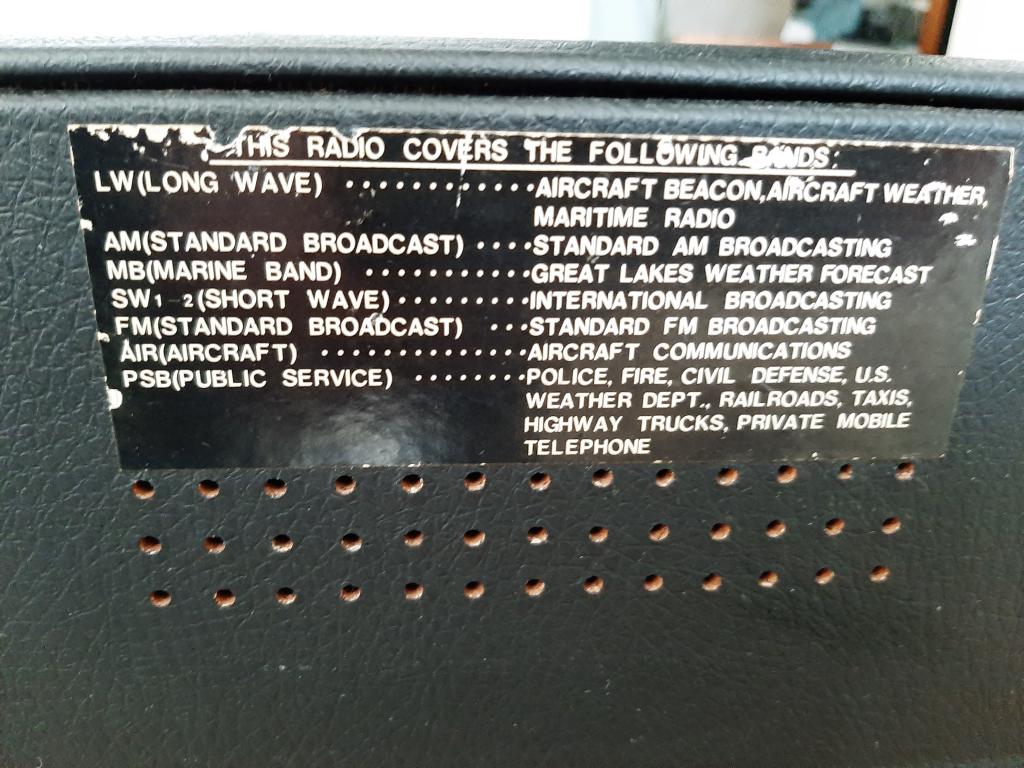 THIS RADIO COVERS THE FOLLOWING BANDS:
LW(LONG WAVE) ············AIRCRAFT BEACON,AIRCRAFT WEATHER,
MARITIME RADIO
AM(STANDARD BROADCAST) ····STANDARD AM BROADCASTING
MB(MARINE BAND) ···········GREAT LAKES WEATHER FORECAST
SW1-2(SHORT WAVE)·········INTERNATIONAL BROADCASTING
FM(STANDARD BROADCAST) ···STANDARD FM BROADCASTING
AIR(AIRCRAFT) ··············AIRCRAFT COMMUNICATIONS
PSB(PUBLIC SERVICE) ········POLICE, FIRE, CIVIL DEFENSE, U.S.
WEATHER DEPT., RAILROADS, TAXIS,
HIGHWAY TRUCKS, PRIVATE MOBILE
TELEPHONE